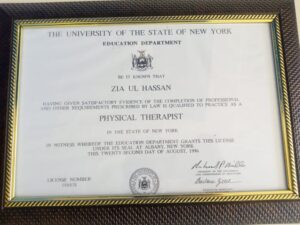 THE UNIVERSITY OF THE STATE OF NEW YORK
EDUCATION DEPARTMENT
BE IT KNOWN THAT
ZIA UL HASSAN
HAVING GIVEN SATISFACTORY EVIDENCE OF THE COMPLETION OF PROFESSIONAL
AND OTHER REQUIREMENTS PRESCRIBED BY LAW IS QUALIFIED TO PRACTICE AS A
PHYSICAL THERAPIST
IN THE STATE OF NEW YORK
IN WITNESS WHEREOF THE EDUCATION DEPARTMENT GRANTS THIS LICENSE
UNDER ITS SEAL AT ALBANY, NEW YORK
THIS TWENTY SECOND DAY OF AUGUST, 1996
LICENSE NUMBER